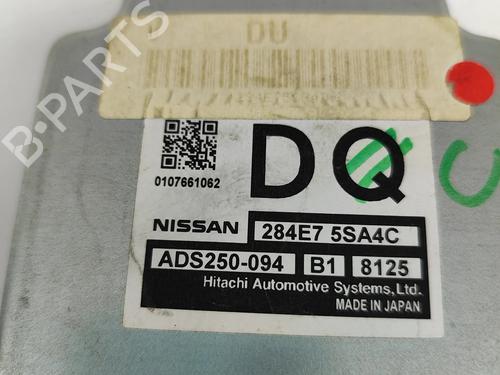 DU
DQ
0107661062
NISSAN 284E7 5SA4C
ADS250-094 B1 8125
Hitachi Automotive Systems, Ltd.
MADE IN JAPAN
C
B-PARTS